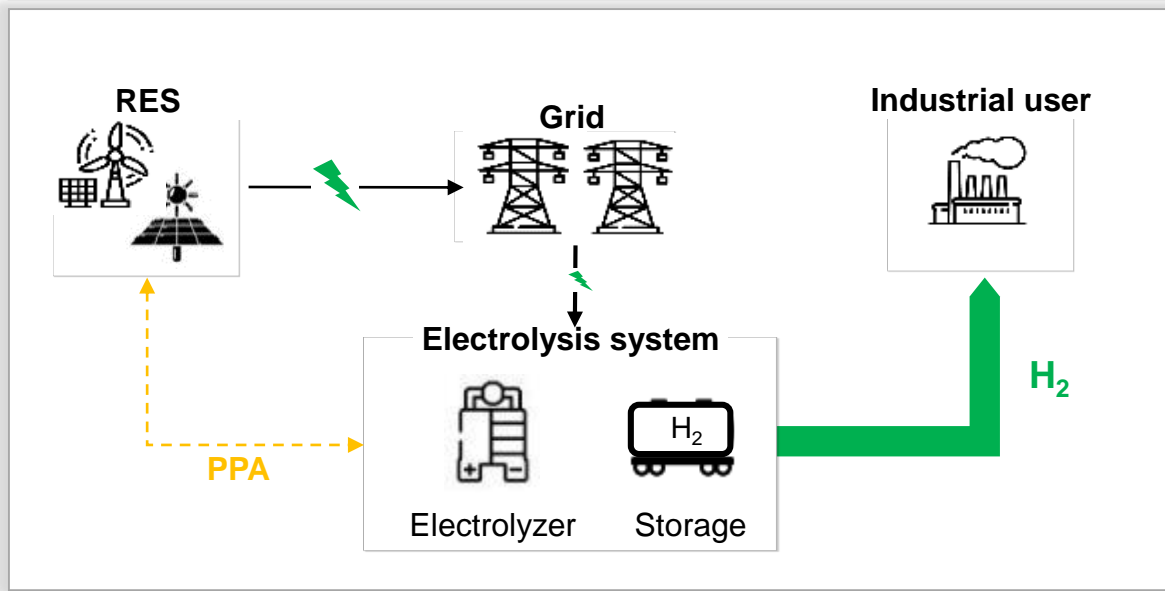 RES
Grid
Industrial user
Electrolysis system
H₂
H₂
PPA
Electrolyzer
Storage